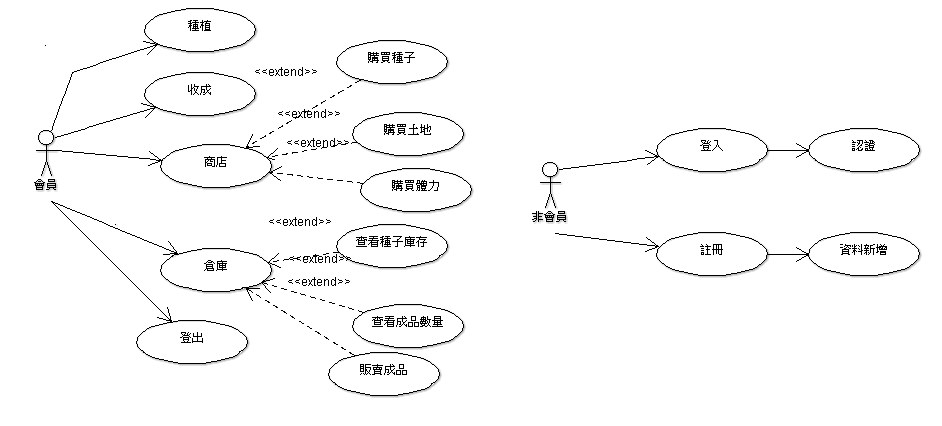 種植
收成
商店
會員
倉庫
登出
<<extend>>
<<extend>>
<<extend>>
購買種子
購買土地
購買體力
<<extend>>
<<extend>>
<<extend>>
查看種子庫存
查看成品數量
販賣成品
非會員
登入
認證
註冊
資料新增